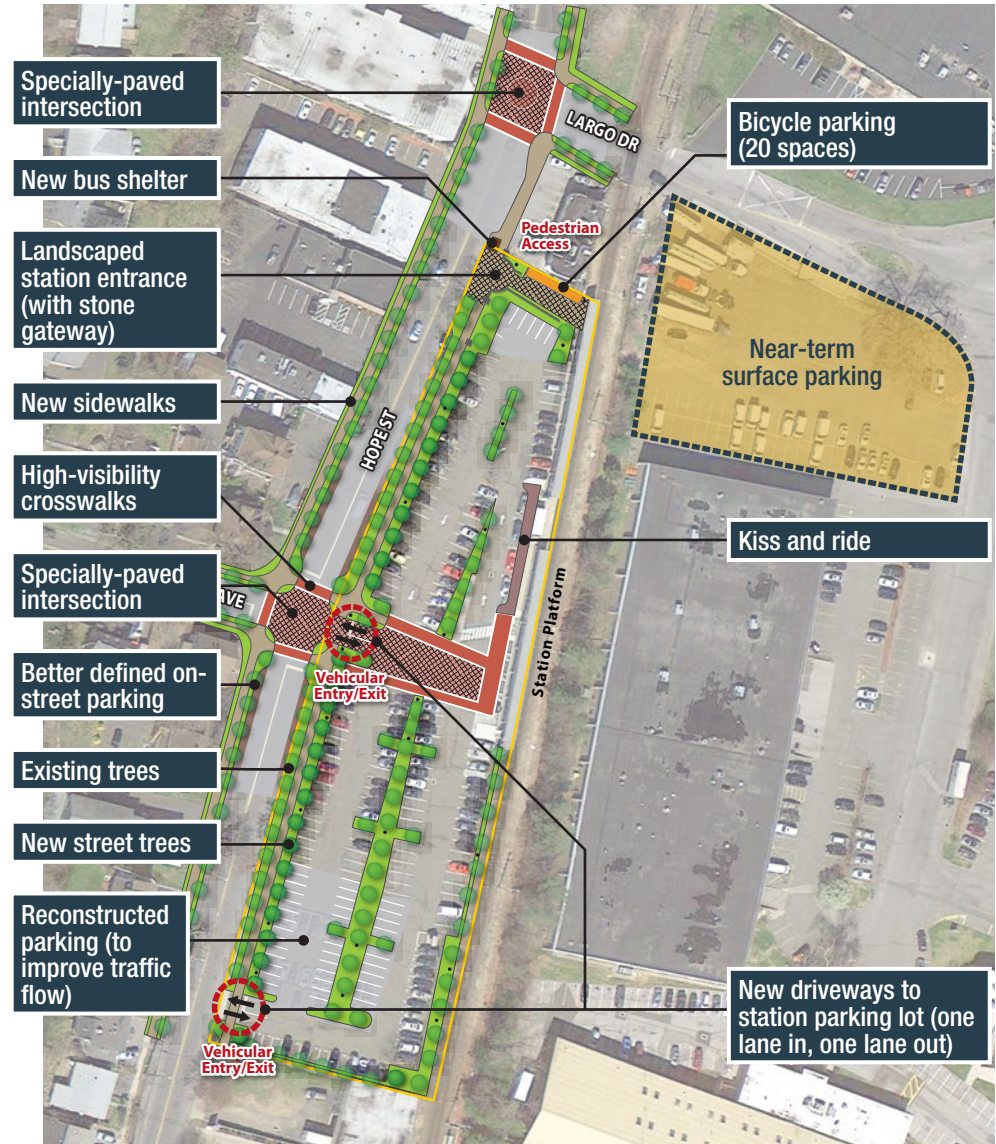 Specially-paved
intersection
New bus shelter
Landscaped
station entrance
(with stone
gateway)
New sidewalks
High-visibility
crosswalks
Specially-paved
intersection
Better defined on-
street parking
Existing trees
New street trees
Reconstructed
parking (to
improve traffic
flow)
LARGO DR
Pedestrian
Access
HOPE ST
AVE
Vehicular
Entry/Exit
Station Platform
Vehicular
Entry/Exit
Bicycle parking
(20 spaces)
Near-term
surface parking
Kiss and ride
New driveways to
station parking lot (one
lane in, one lane out)